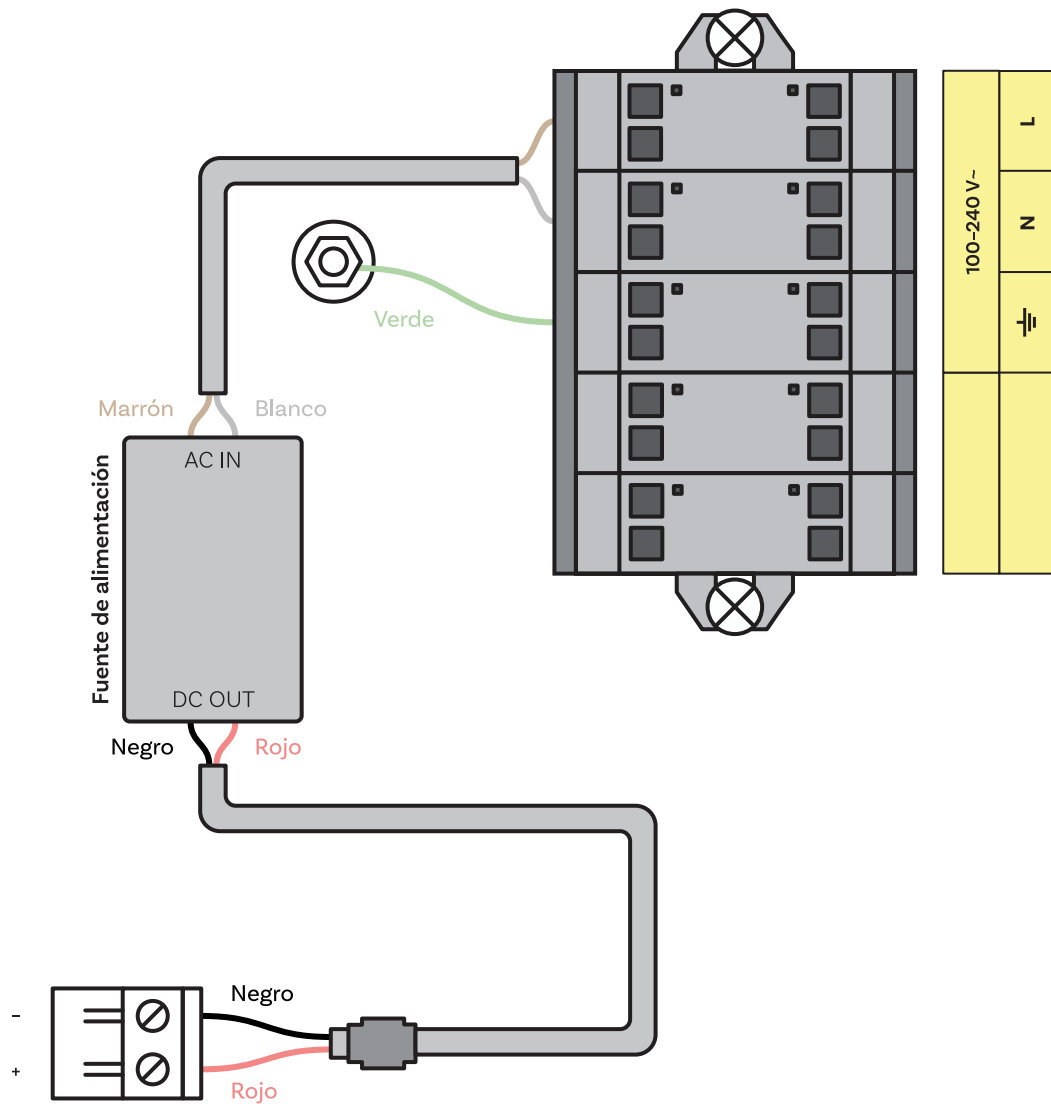 L
100–240 V~
N
Verde
Marrón
Blanco
AC IN
Fuente de alimentación
DC OUT
Negro
Rojo
Negro
–
+
Rojo